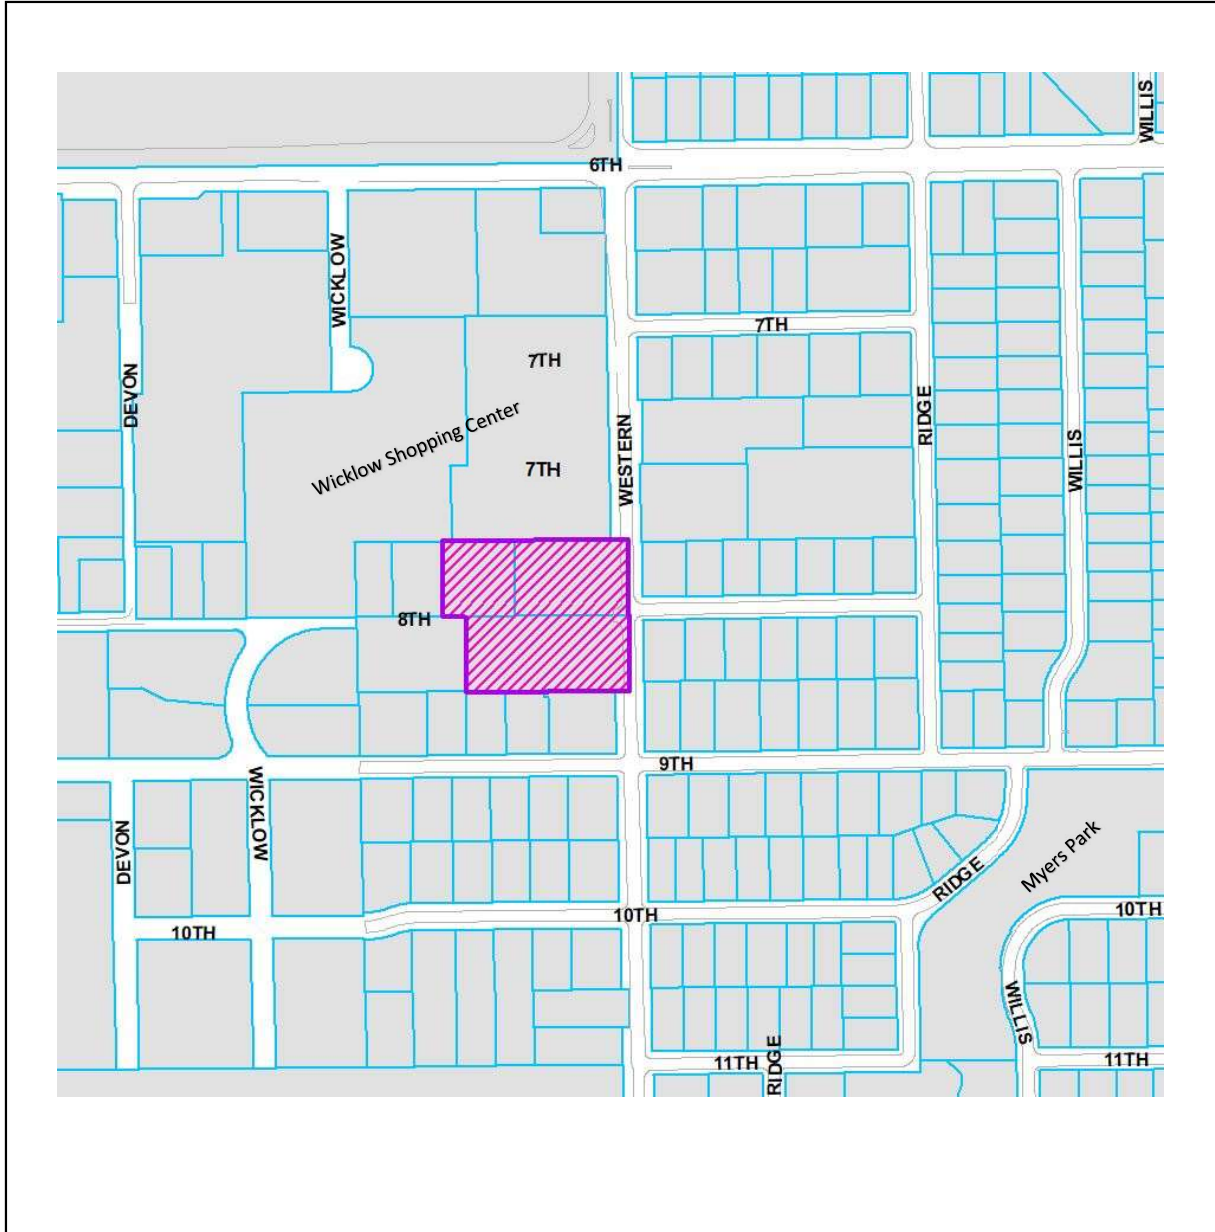 WILLIS
6TH
WICKLOW
7TH
7TH
DEVON
RIDGE
Wicklow Shopping Center
WESTERN
WILLIS
7TH
8TH
9TH
WICKLOW
DEVON
Myers Park
RIDGE
10TH
10TH
10TH
WILLIS
11TH
RIDGE
11TH